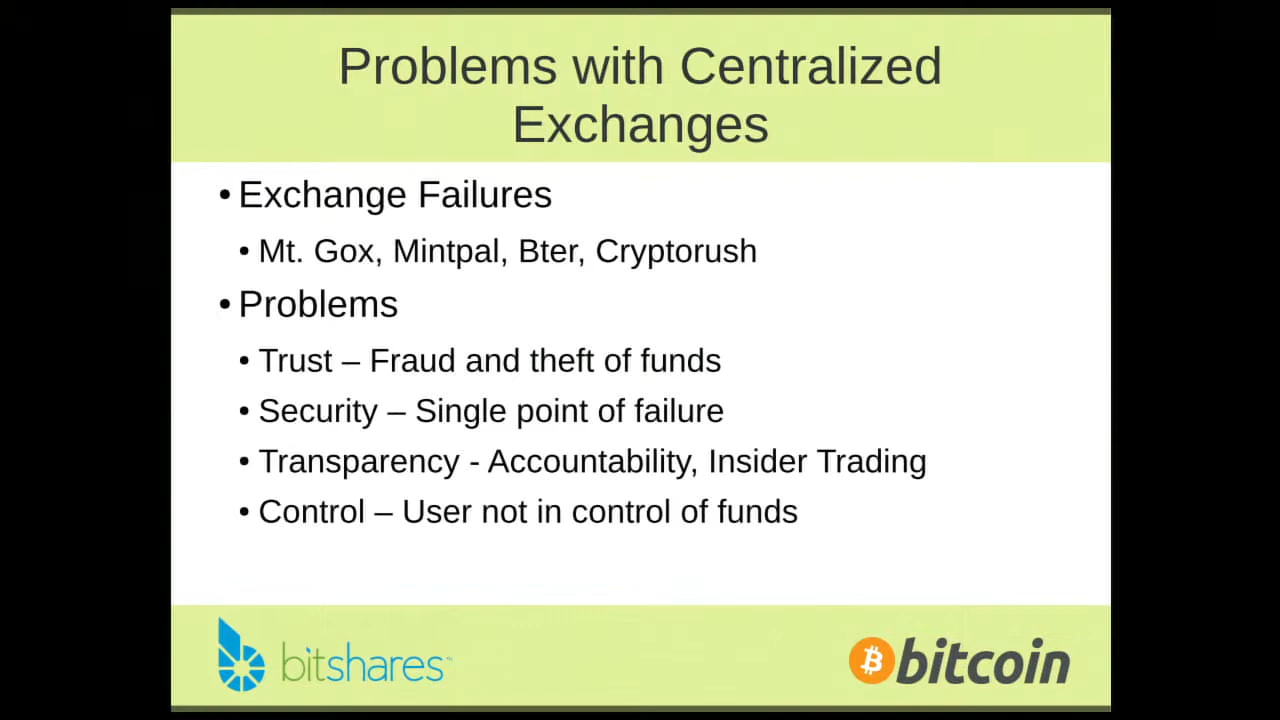 Problems with Centralized
Exchanges
• Exchange Failures
• Mt. Gox, Mintpal, Bter, Cryptorush
• Problems
• Trust – Fraud and theft of funds
• Security – Single point of failure
• Transparency - Accountability, Insider Trading
• Control – User not in control of funds
bitshares™
bitcoin